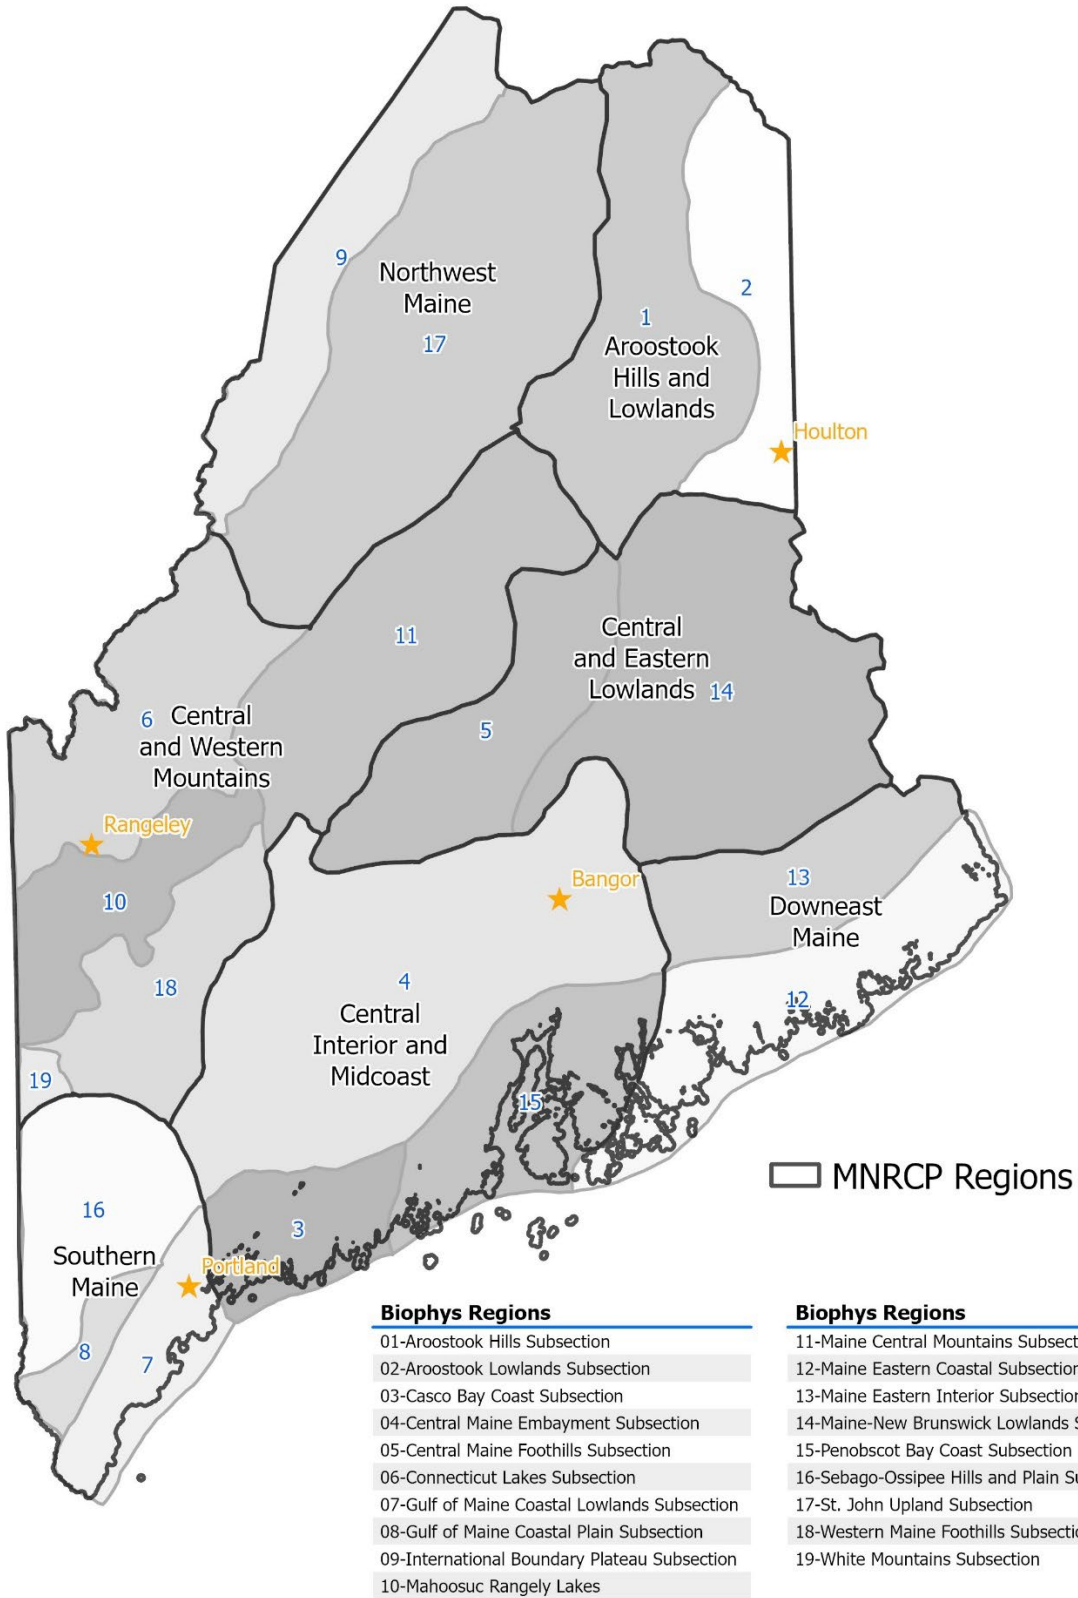 9
Northwest
Maine
17
2
1
Aroostook
Hills and
Lowlands
Houlton
11
Central
and Eastern
Lowlands
14
5
6
Central
and Western
Mountains
Rangeley
10
Bangor
13
Downeast
Maine
18
4
Central
Interior and
Midcoast
12
19
15
MNRCP Regions
16
3
Southern
Maine
Portland
8
7
Biophys Regions
01-Aroostook Hills Subsection
02-Aroostook Lowlands Subsection
03-Casco Bay Coast Subsection
04-Central Maine Embayment Subsection
05-Central Maine Foothills Subsection
06-Connecticut Lakes Subsection
07-Gulf of Maine Coastal Lowlands Subsection
08-Gulf of Maine Coastal Plain Subsection
09-International Boundary Plateau Subsection
10-Mahoosuc Rangely Lakes
Biophys Regions
11-Maine Central Mountains Subsect
12-Maine Eastern Coastal Subsection
13-Maine Eastern Interior Subsection
14-Maine-New Brunswick Lowlands S
15-Penobscot Bay Coast Subsection
16-Sebago-Ossipee Hills and Plain Su
17-St. John Upland Subsection
18-Western Maine Foothills Subsectio
19-White Mountains Subsection